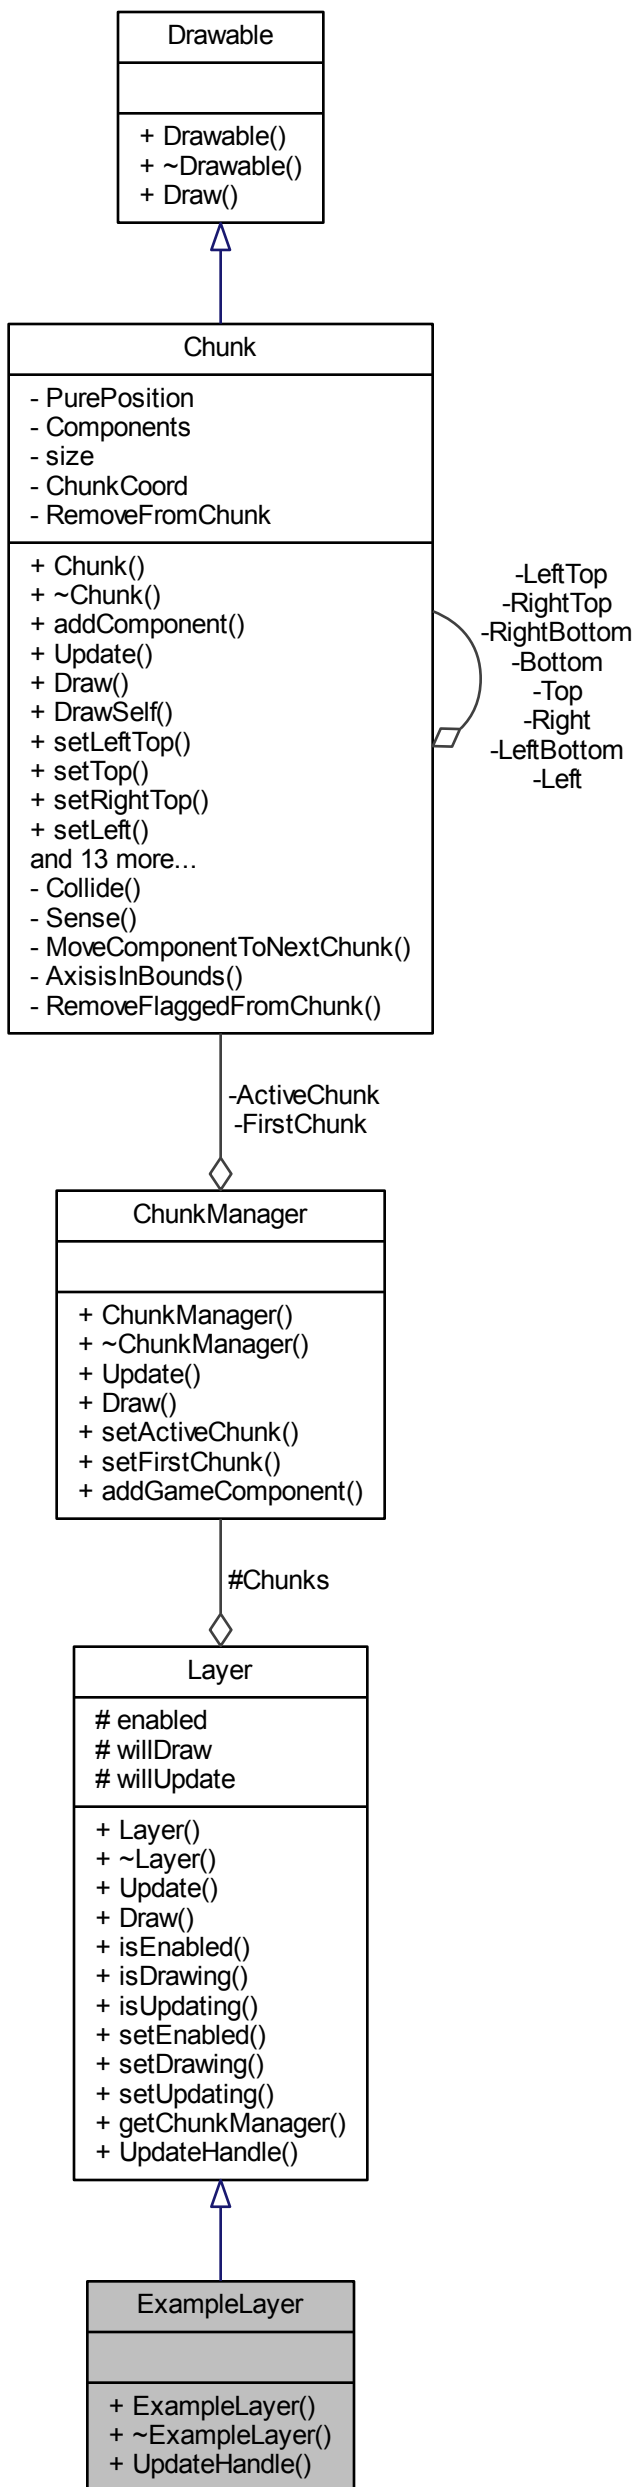 Drawable
+ Drawable()
+ ~Drawable()
+ Draw()
Chunk
- PurePosition
- Components
- size
- ChunkCoord
- RemoveFromChunk
+ Chunk()
+ ~Chunk()
+ addComponent()
+ Update()
+ Draw()
+ DrawSelf()
+ setLeftTop()
+ setTop()
+ setRightTop()
+ setLeft()
and 13 more...
- Collide()
- Sense()
- MoveComponentToNextChunk()
- AxisisInBounds()
- RemoveFlaggedFromChunk()
-LeftTop
-RightTop
-RightBottom
-Bottom
-Top
-Right
-LeftBottom
-Left
-ActiveChunk
-FirstChunk
ChunkManager
+ ChunkManager()
+ ~ChunkManager()
+ Update()
+ Draw()
+ setActiveChunk()
+ setFirstChunk()
+ addGameComponent()
#Chunks
Layer
# enabled
# willDraw
# willUpdate
+ Layer()
+ ~Layer()
+ Update()
+ Draw()
+ isEnabled()
+ isDrawing()
+ isUpdating()
+ setEnabled()
+ setDrawing()
+ setUpdating()
+ getChunkManager()
+ UpdateHandle()
ExampleLayer
+ ExampleLayer()
+ ~ExampleLayer()
+ UpdateHandle()